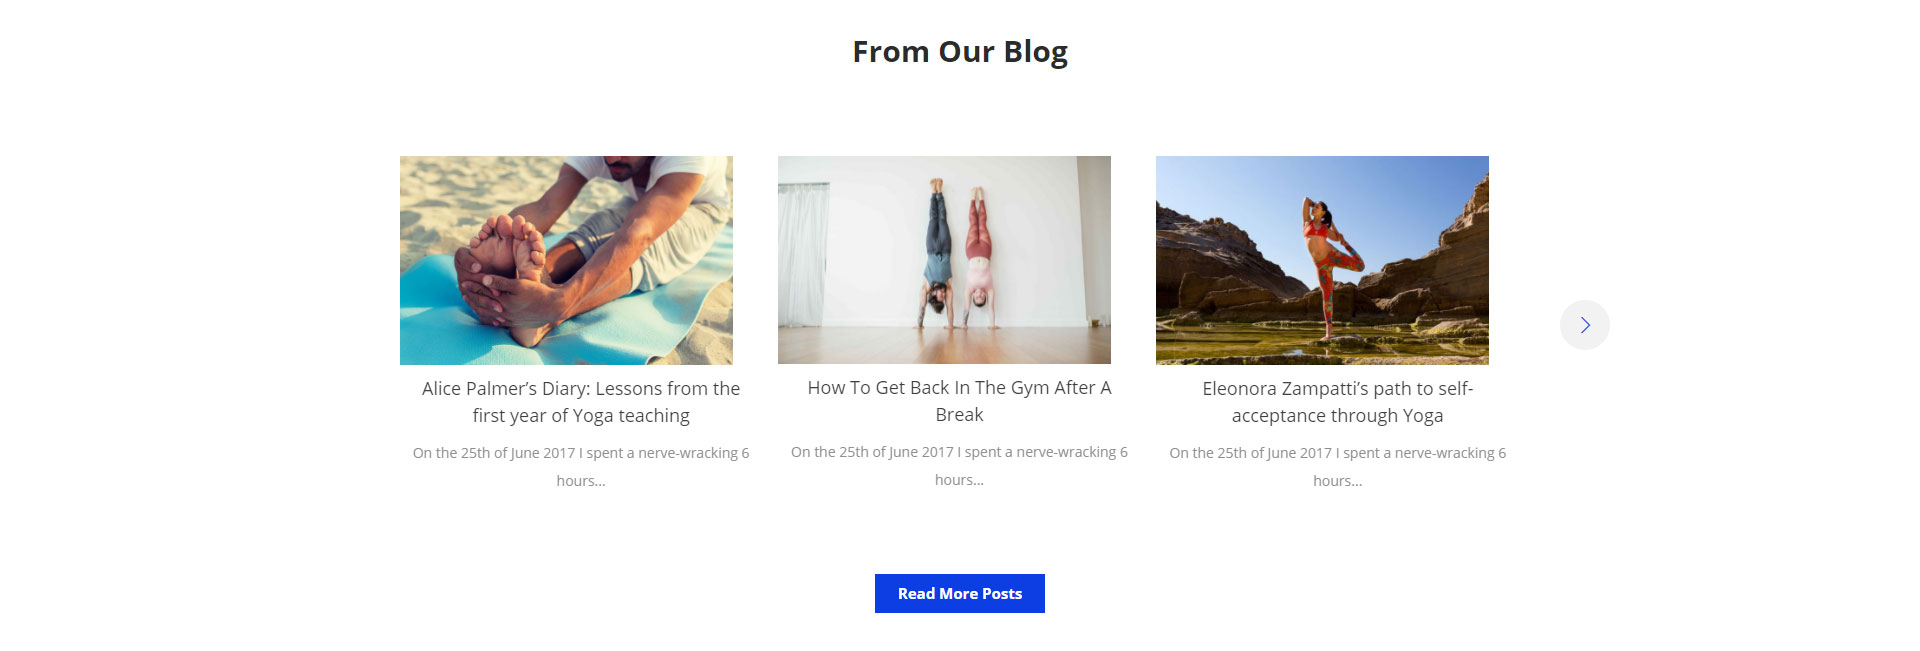 From Our Blog
Alice Palmer’s Diary: Lessons from the
first year of Yoga teaching
On the 25th of June 2017 I spent a nerve-wracking 6
hours...
How To Get Back In The Gym After A
Break
On the 25th of June 2017 I spent a nerve-wracking 6
hours...
Eleonora Zampatti’s path to self-
acceptance through Yoga
On the 25th of June 2017 I spent a nerve-wracking 6
hours...
Read More Posts